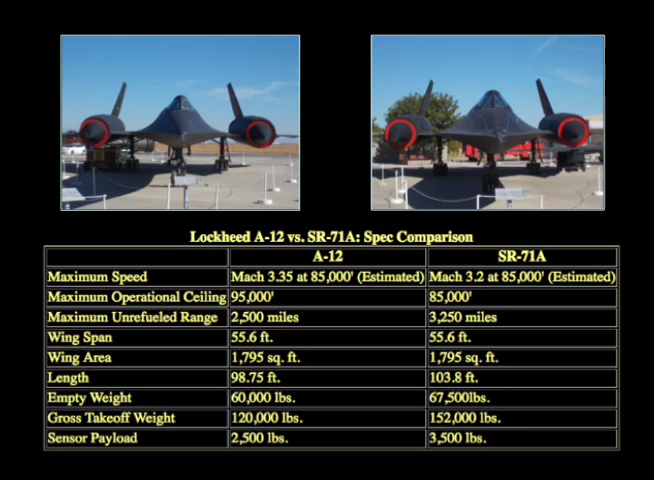 Lockheed A-12 vs. SR-71A: Spec Comparison
A-12 SR-71A
Maximum Speed Mach 3.35 at 85,000' (Estimated) Mach 3.2 at 85,000' (Estimated)
Maximum Operational Ceiling 95,000' 85,000'
Maximum Unrefueled Range 2,500 miles 3,250 miles
Wing Span 55.6 ft. 55.6 ft.
Wing Area 1,795 sq. ft. 1,795 sq. ft.
Length 98.75 ft. 103.8 ft.
Empty Weight 60,000 lbs. 67,500lbs.
Gross Takeoff Weight 120,000 lbs. 152,000 lbs.
Sensor Payload 2,500 lbs. 3,500 lbs.